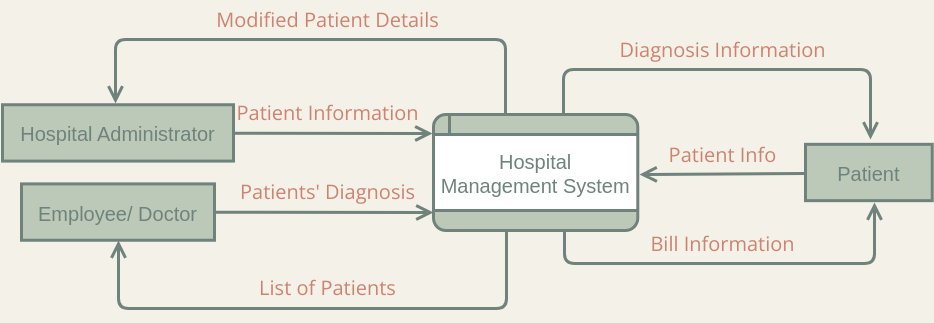 Modified Patient Details
Diagnosis Information
Patient Information
Hospital Administrator
Hospital
Management System
Patient Info
Patient
Patients' Diagnosis
Employee/ Doctor
Bill Information
List of Patients